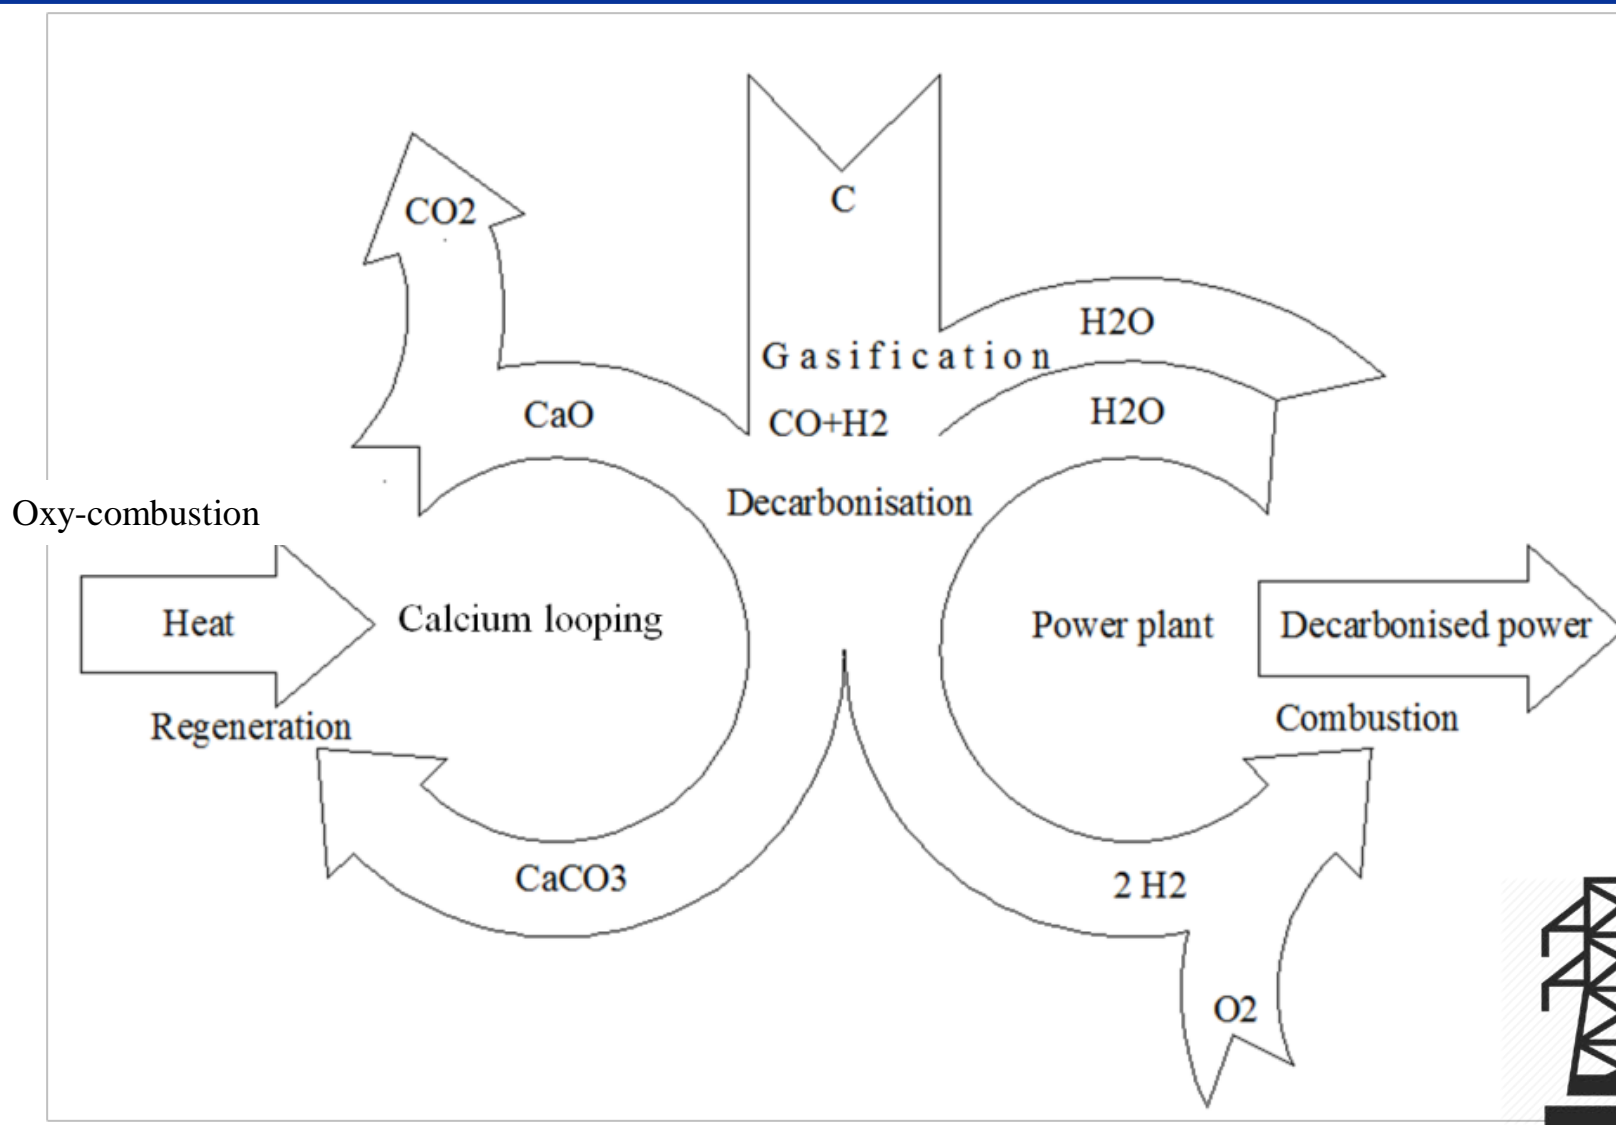 CO2
C
H2O
Gasification
CaO
CO+H2
H2O
Decarbonisation
Oxy-combustion
Heat
Calcium looping
Power plant
Decarbonised power
Regeneration
Combustion
CaCO3
2 H2
O2